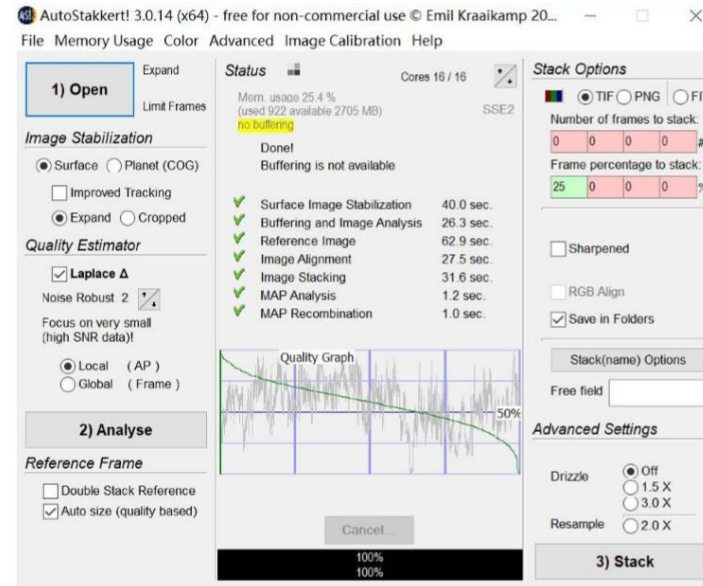 AutoStakkert! 3.0.14 (x64) - free for non-commercial use © Emil Kraaikamp 20...
File Memory Usage Color Advanced Image Calibration Help
1) Open
Expand
Limit Frames
Image Stabilization
Surface Planet (COG)
Improved Tracking
Expand Cropped
Quality Estimator
Laplace Δ
Noise Robust 2
Focus on very small
(high SNR data)!
Local (AP)
Global (Frame)
2) Analyse
Reference Frame
Double Stack Reference
Auto size (quality based)
Status
Cores 16 / 16
Mem. usage 25.4 %
(used 922 available 2705 MB)
SSE2
no buffering
Done!
Buffering is not available
Surface Image Stabilization 40.0 sec.
Buffering and Image Analysis 26.3 sec.
Reference Image 62.9 sec.
Image Alignment 27.5 sec.
Image Stacking 31.6 sec.
MAP Analysis 1.2 sec.
MAP Recombination 1.0 sec.
Quality Graph
50%
Cancel...
100%
100%
Stack Options
TIF PNG FI
Number of frames to stack:
0 0 0 0 #
Frame percentage to stack:
25 0 0 0 %
Sharpened
RGB Align
Save in Folders
Stack(name) Options
Free field
Advanced Settings
Drizzle
Off
1.5 X
3.0 X
Resample 2.0 X
3) Stack